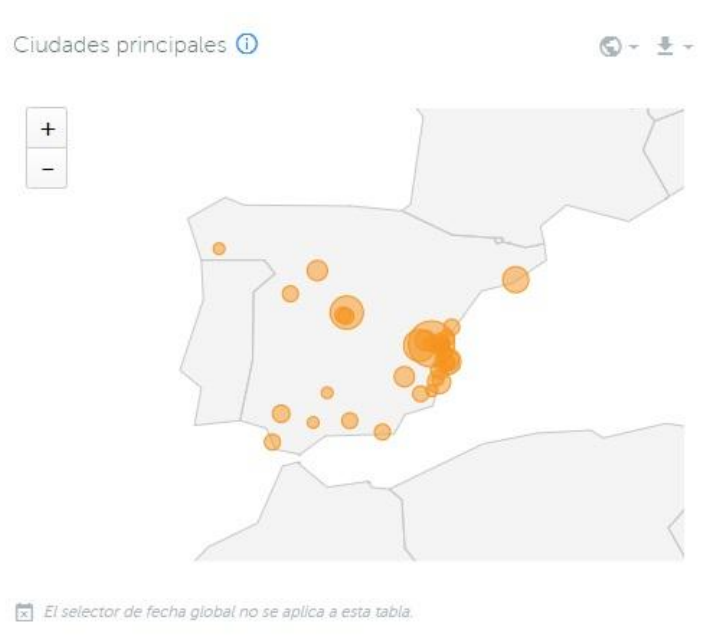 Ciudades principales
+
−
El selector de fecha global no se aplica a esta tabla.